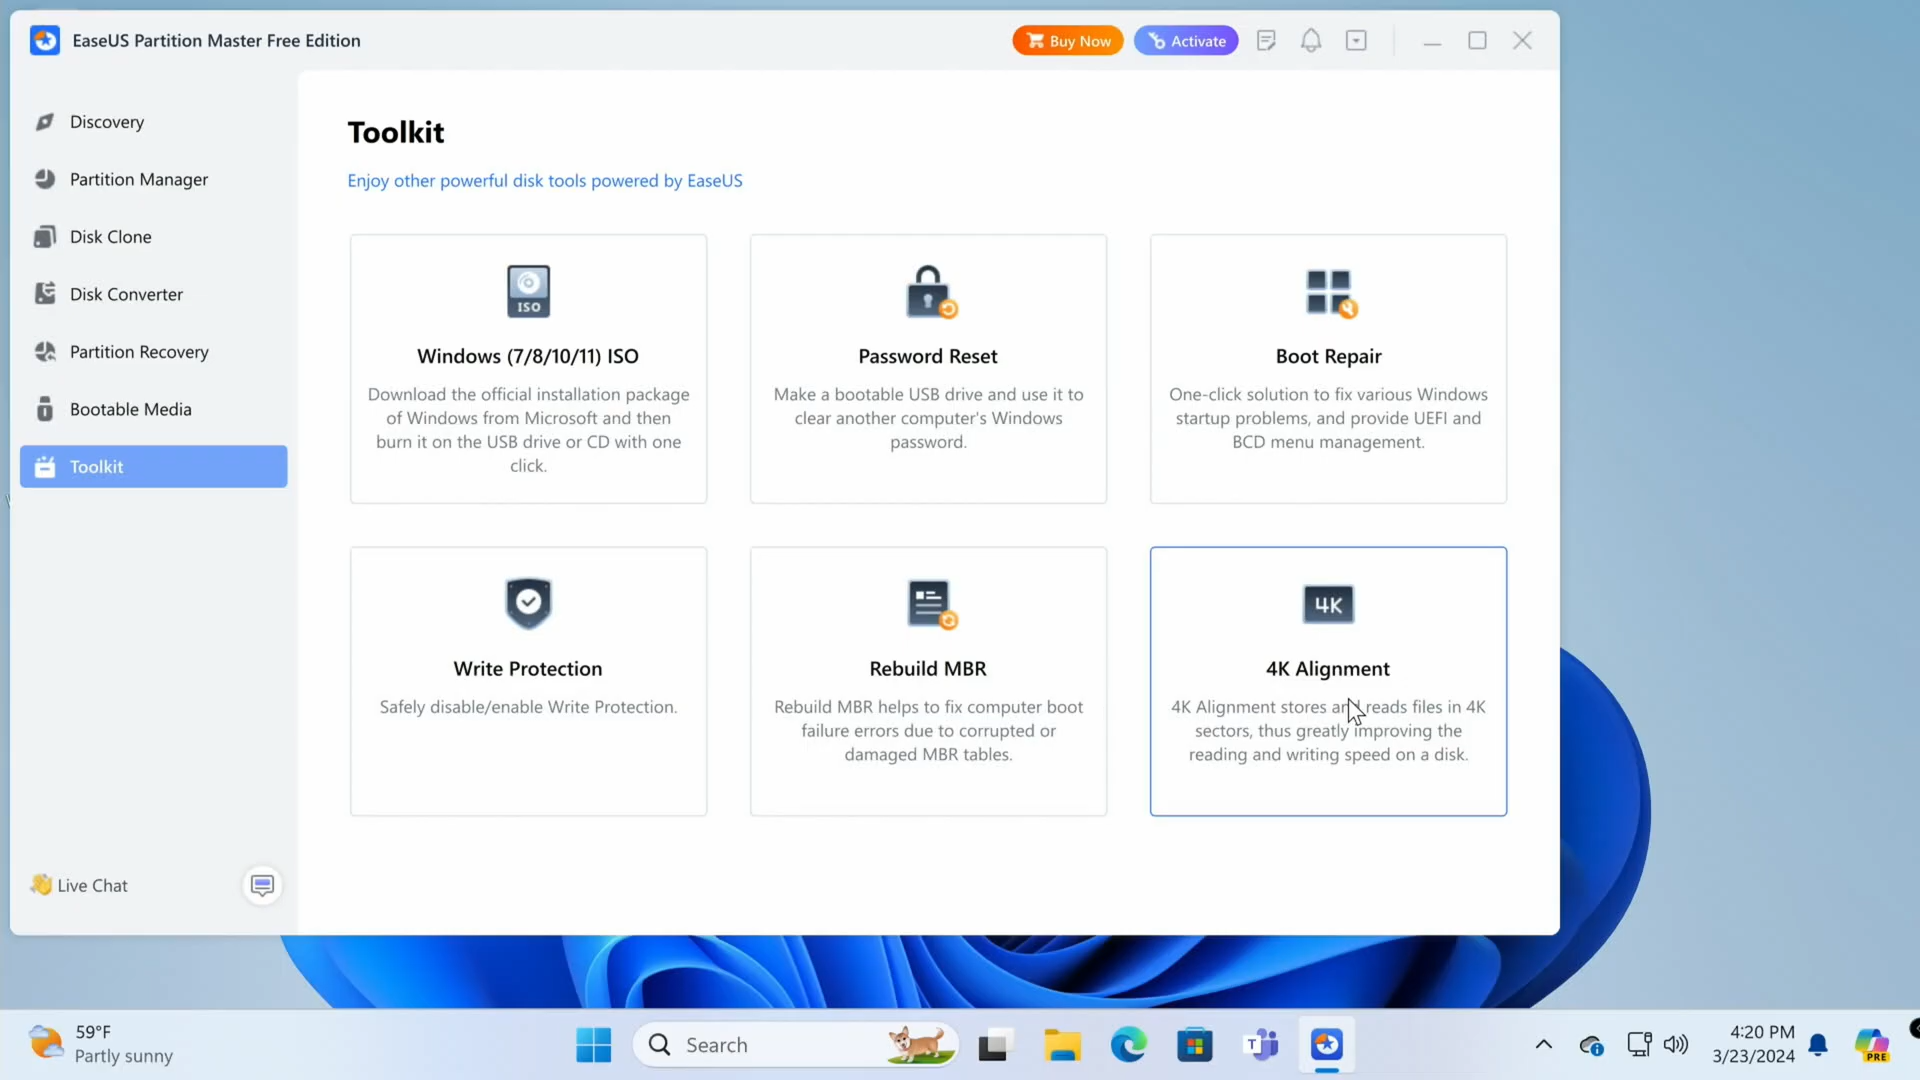 EaseUS Partition Master Free Edition
Buy Now
Activate
Discovery
Partition Manager
Disk Clone
Disk Converter
Partition Recovery
Bootable Media
Toolkit
Live Chat
Toolkit
Enjoy other powerful disk tools powered by EaseUS
ISO
Windows (7/8/10/11) ISO
Download the official installation package
of Windows from Microsoft and then
burn it on the USB drive or CD with one
click.
Password Reset
Make a bootable USB drive and use it to
clear another computer's Windows
password.
Boot Repair
One-click solution to fix various Windows
startup problems, and provide UEFI and
BCD menu management.
Write Protection
Safely disable/enable Write Protection.
Rebuild MBR
Rebuild MBR helps to fix computer boot
failure errors due to corrupted or
damaged MBR tables.
4K
4K Alignment
4K Alignment stores and reads files in 4K
sectors, thus greatly improving the
reading and writing speed on a disk.
59°F
Partly sunny
Search
T
4:20 PM
3/23/2024
PRE